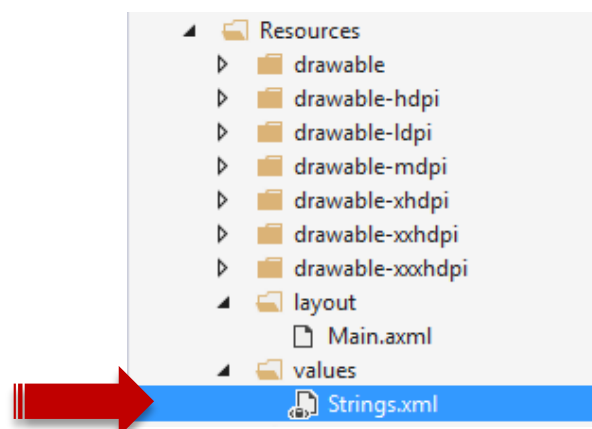 Resources
drawable
drawable-hdpi
drawable-ldpi
drawable-mdpi
drawable-xhdpi
drawable-xxhdpi
drawable-xxxhdpi
layout
Main.axml
values
Strings.xml